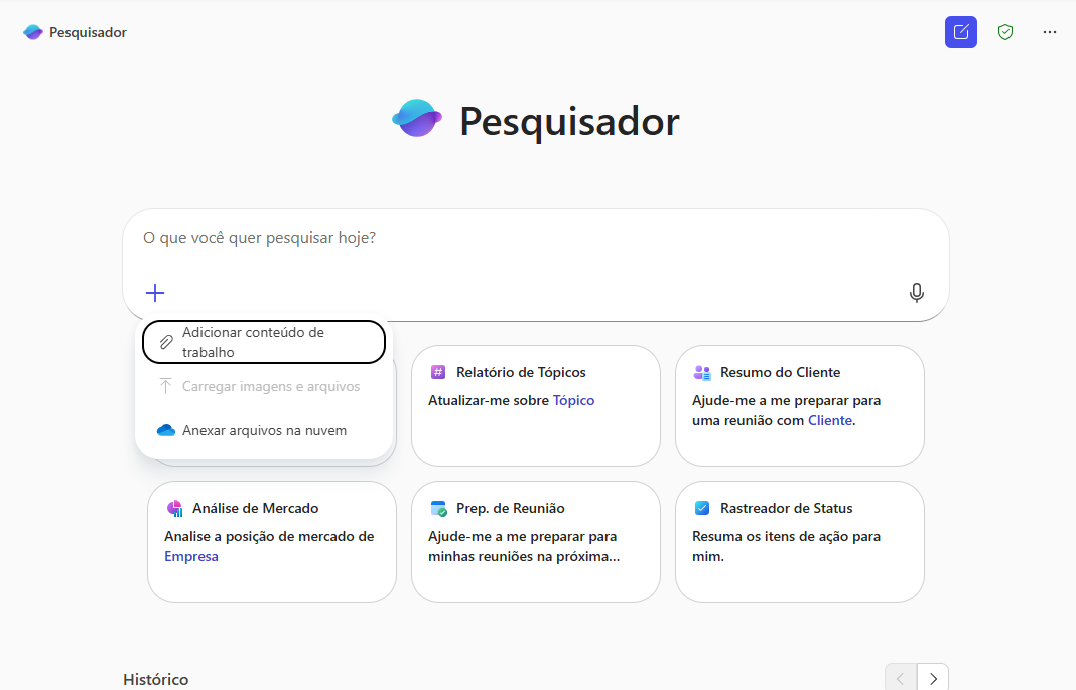 Pesquisador
Pesquisador
O que você quer pesquisar hoje?
Adicionar conteúdo de
trabalho
Carregar imagens e arquivos
Anexar arquivos na nuvem
Relatório de Tópicos
Atualizar-me sobre Tópico
Resumo do Cliente
Ajude-me a me preparar para
uma reunião com Cliente.
Análise de Mercado
Analise a posição de mercado de
Empresa
Prep. de Reunião
Ajude-me a me preparar para
minhas reuniões na próxima...
Rastreador de Status
Resuma os itens de ação para
mim.
Histórico